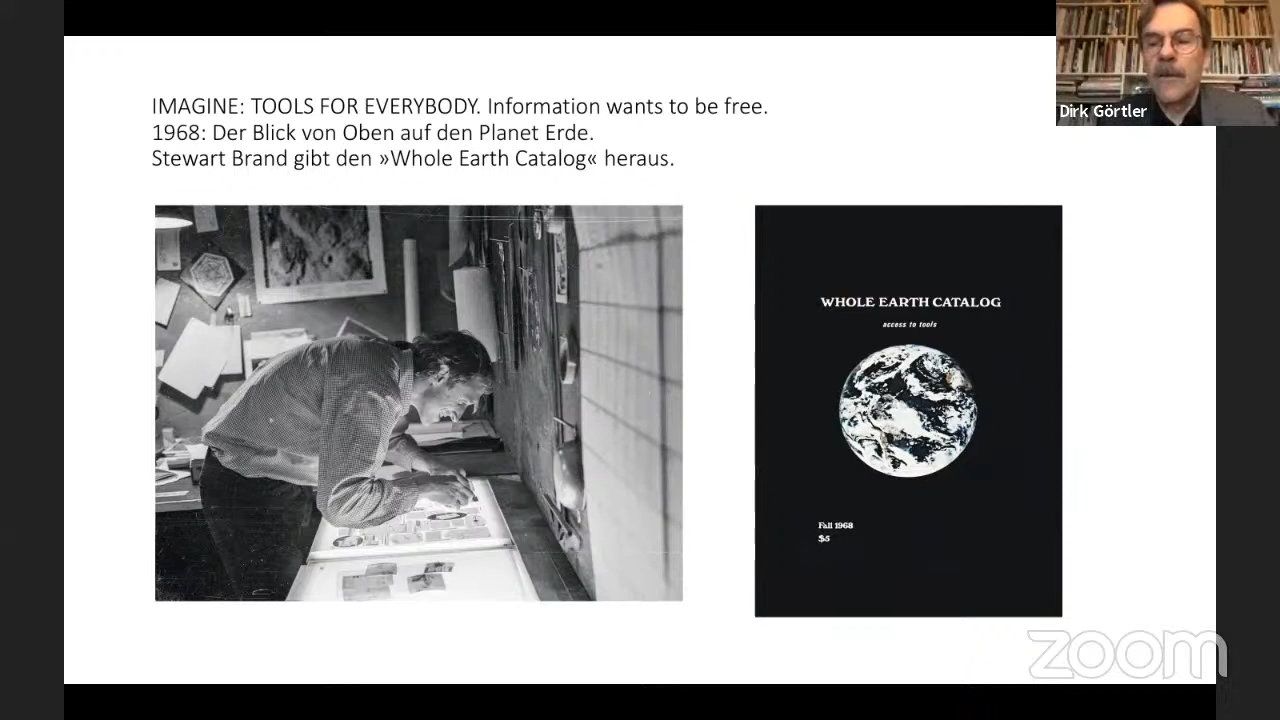 IMAGINE: TOOLS FOR EVERYBODY. Information wants to be free.
1968: Der Blick von Oben auf den Planet Erde.
Stewart Brand gibt den »Whole Earth Catalog« heraus.
Dirk Görtler
WHOLE EARTH CATALOG
access to tools
Fall 1968
$5
zoom